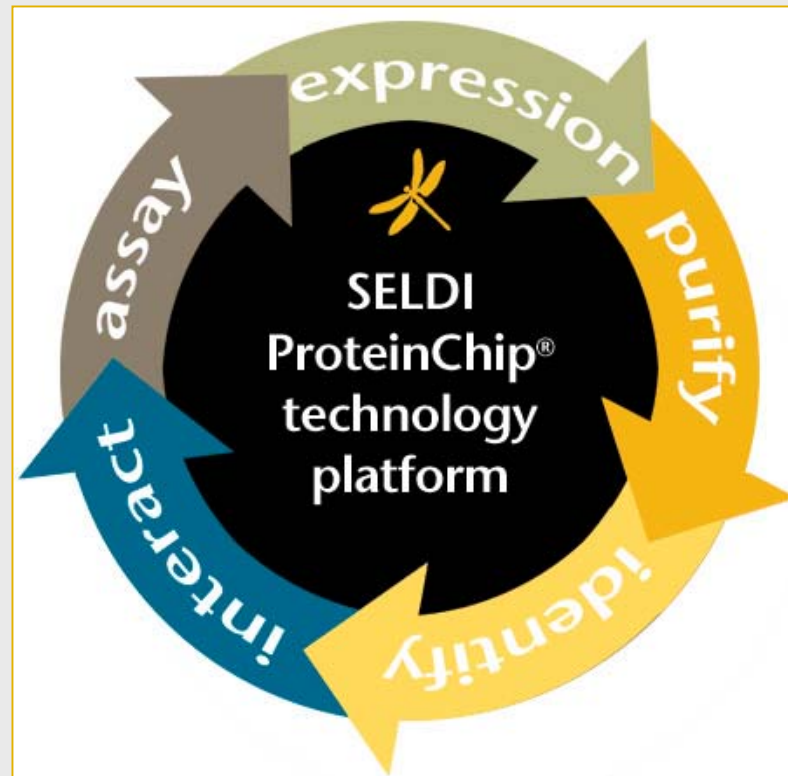 expression
purify
identify
interact
assay
SELDI
ProteinChip®
technology
platform